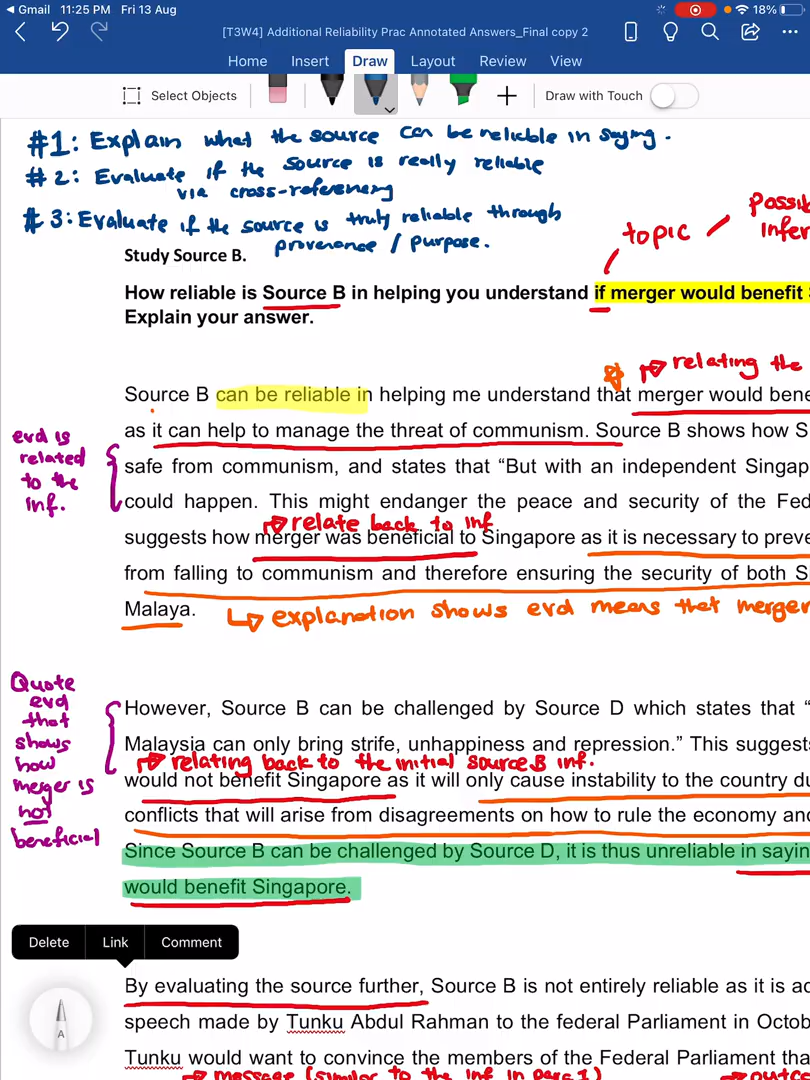 Gmail 11:25 PM Fri 13 Aug 18%
[T3W4] Additional Reliability Prac Annotated Answers_Final copy 2
Home Insert Draw Layout Review View
Select Objects Draw with Touch
#1: Explain what the source can be reliable in saying.
#2: Evaluate if the source is really reliable
via cross-referencing
#3: Evaluate if the source is truly reliable through
provenance / purpose.
possib
infer
topic
Study Source B.
How reliable is Source B in helping you understand if merger would benefit S
Explain your answer.
relating the
Source B can be reliable in helping me understand that merger would bene
as it can help to manage the threat of communism. Source B shows how S
evd is
related
to the
inf.
safe from communism, and states that “But with an independent Singap
could happen. This might endanger the peace and security of the Fed
relate back to inf
suggests how merger was beneficial to Singapore as it is necessary to preve
from falling to communism and therefore ensuring the security of both S
Malaya.
explanation shows evd means that merger
Quote
evd
that
shows
how
merger is
not
beneficial
However, Source B can be challenged by Source D which states that “
Malaysia can only bring strife, unhappiness and repression.” This suggest
relating back to the initial source B inf.
would not benefit Singapore as it will only cause instability to the country du
conflicts that will arise from disagreements on how to rule the economy and
Since Source B can be challenged by Source D, it is thus unreliable in sayin
would benefit Singapore.
Delete Link Comment
A
By evaluating the source further, Source B is not entirely reliable as it is ad
speech made by Tunku Abdul Rahman to the federal Parliament in Octob
Tunku would want to convince the members of the Federal Parliament tha
message (similar to the inf in para 1) outco